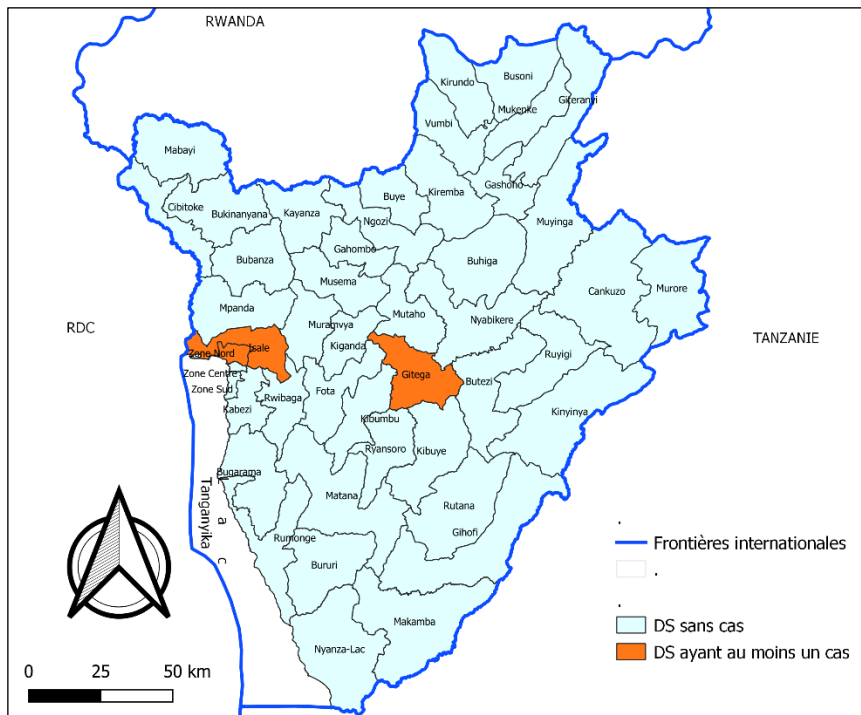 RWANDA
Kirundo
Busoni
Giteranyi
Mukenke
Vumbi
Mabayi
Gashoho
Kiremba
Buye
Cibitoke
Bukinanyana
Kayanza
Ngozi
Muyinga
Gahombo
Bubanza
Buhiga
Musema
Cankuzo
Murore
Mpanda
Mutaho
Nyabikere
RDC
Muramvya
TANZANIE
Isale
Kiganda
Zone Nord
Ruyigi
Zone Centre
Gitega
Butezi
Zone Sud
Rwibaga
Fota
Kabezi
Kinyinya
Kibumbu
Ryansoro
Kibuye
Bugarama
Lac
Tanganyika
Matana
Rutana
Gihofi
Rumonge
Bururi
Makamba
Nyanza-Lac
.
Frontières internationales
.
.
DS sans cas
DS ayant au moins un cas
0 25 50 km